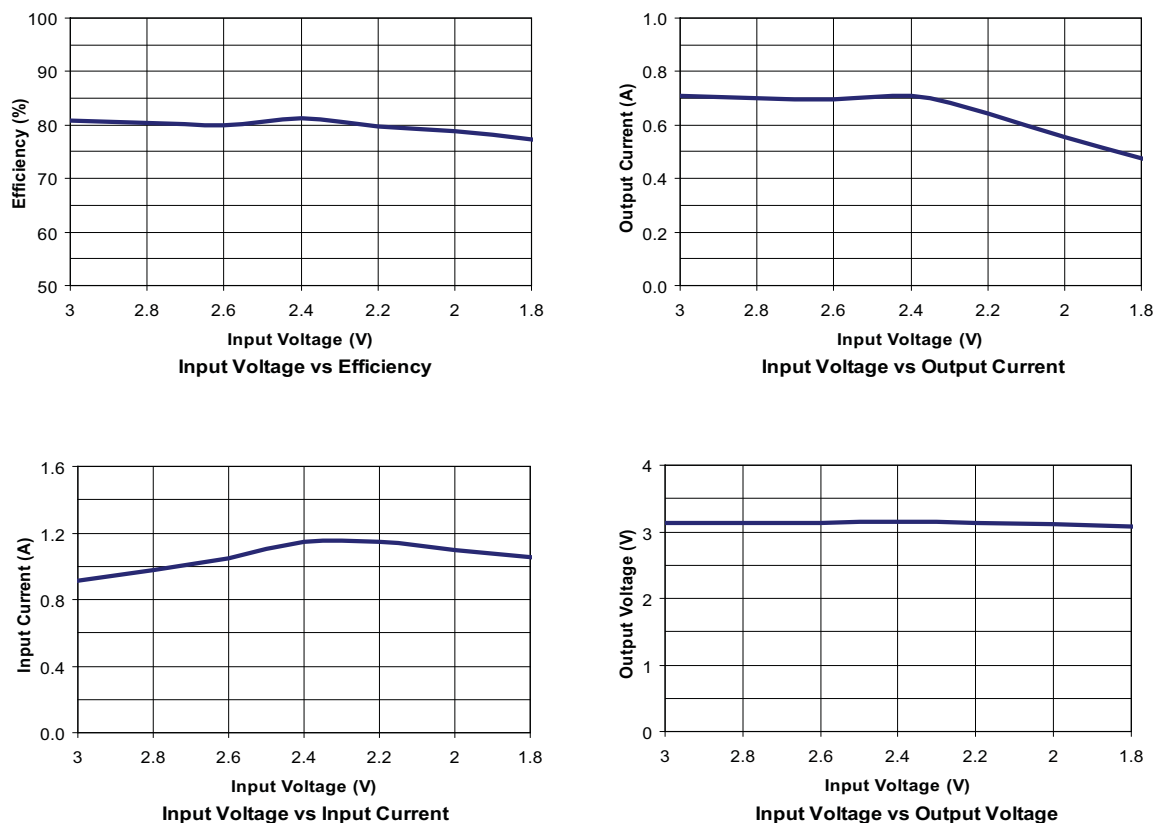 100
90
80
70
60
50
Efficiency (%)
3 2.8 2.6 2.4 2.2 2 1.8
Input Voltage (V)
Input Voltage vs Efficiency
1.0
0.8
0.6
0.4
0.2
0.0
Output Current (A)
3 2.8 2.6 2.4 2.2 2 1.8
Input Voltage (V)
Input Voltage vs Output Current
1.6
1.2
0.8
0.4
0.0
Input Current (A)
3 2.8 2.6 2.4 2.2 2 1.8
Input Voltage (V)
Input Voltage vs Input Current
4
3
2
1
0
Output Voltage (V)
3 2.8 2.6 2.4 2.2 2 1.8
Input Voltage (V)
Input Voltage vs Output Voltage